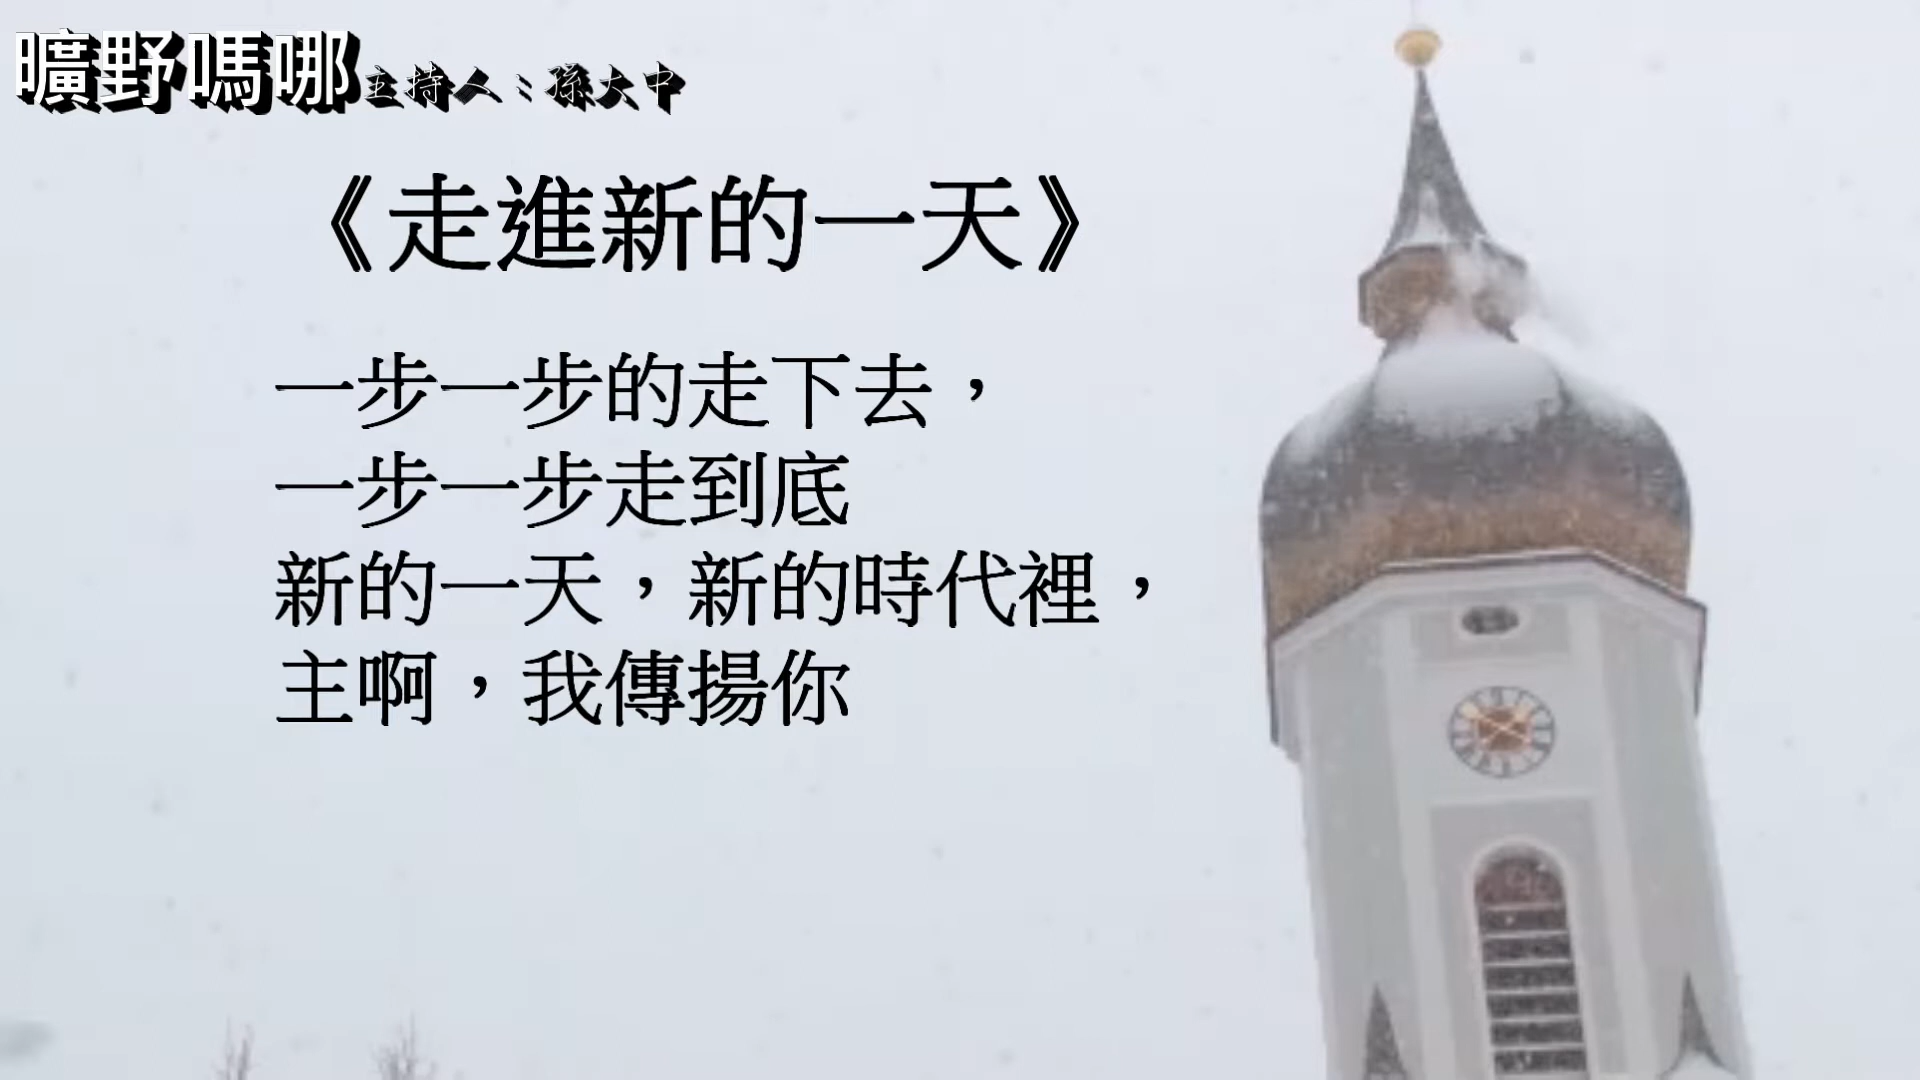 曠野嗎哪 主持人：孫大中
《走進新的一天》
一步一步的走下去，
一步一步走到底
新的一天，新的時代裡，
主啊，我傳揚你